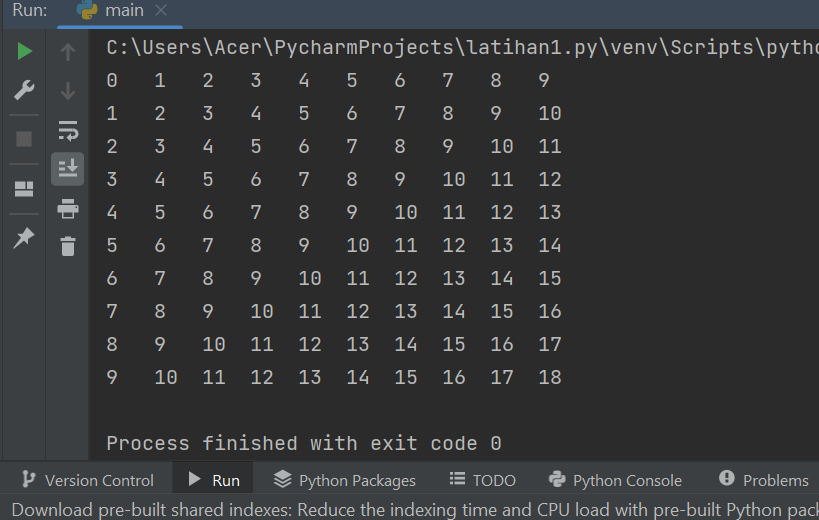 Run: main
C:\Users\Acer\PycharmProjects\latihan1.py\venv\Scripts\pytho
0 1 2 3 4 5 6 7 8 9
1 2 3 4 5 6 7 8 9 10
2 3 4 5 6 7 8 9 10 11
3 4 5 6 7 8 9 10 11 12
4 5 6 7 8 9 10 11 12 13
5 6 7 8 9 10 11 12 13 14
6 7 8 9 10 11 12 13 14 15
7 8 9 10 11 12 13 14 15 16
8 9 10 11 12 13 14 15 16 17
9 10 11 12 13 14 15 16 17 18
Process finished with exit code 0
Version Control Run Python Packages TODO Python Console Problems
Download pre-built shared indexes: Reduce the indexing time and CPU load with pre-built Python pack